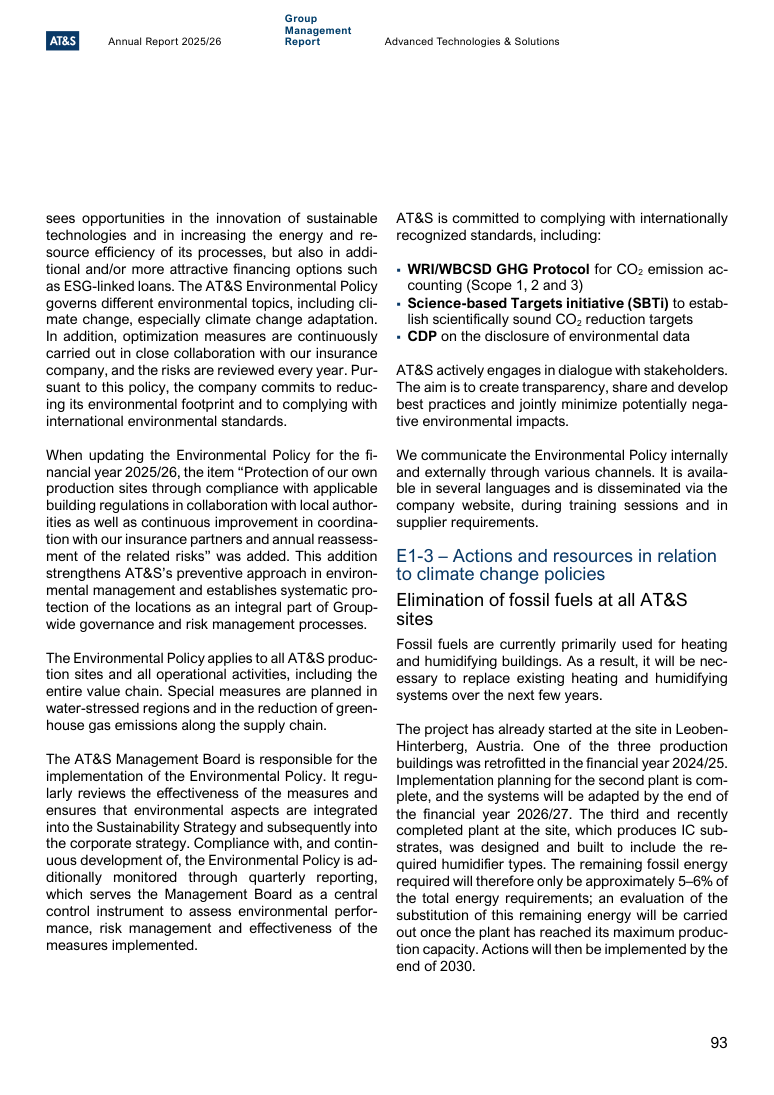 AT&S
Annual Report 2025/26
Group
Management
Report
Advanced Technologies & Solutions
sees opportunities in the innovation of sustainable
technologies and in increasing the energy and re-
source efficiency of its processes, but also in addi-
tional and/or more attractive financing options such
as ESG-linked loans. The AT&S Environmental Policy
governs different environmental topics, including cli-
mate change, especially climate change adaptation.
In addition, optimization measures are continuously
carried out in close collaboration with our insurance
company, and the risks are reviewed every year. Pur-
suant to this policy, the company commits to reduc-
ing its environmental footprint and to complying with
international environmental standards.
When updating the Environmental Policy for the fi-
nancial year 2025/26, the item “Protection of our own
production sites through compliance with applicable
building regulations in collaboration with local author-
ities as well as continuous improvement in coordina-
tion with our insurance partners and annual reassess-
ment of the related risks” was added. This addition
strengthens AT&S’s preventive approach in environ-
mental management and establishes systematic pro-
tection of the locations as an integral part of Group-
wide governance and risk management processes.
The Environmental Policy applies to all AT&S produc-
tion sites and all operational activities, including the
entire value chain. Special measures are planned in
water-stressed regions and in the reduction of green-
house gas emissions along the supply chain.
The AT&S Management Board is responsible for the
implementation of the Environmental Policy. It regu-
larly reviews the effectiveness of the measures and
ensures that environmental aspects are integrated
into the Sustainability Strategy and subsequently into
the corporate strategy. Compliance with, and contin-
uous development of, the Environmental Policy is ad-
ditionally monitored through quarterly reporting,
which serves the Management Board as a central
control instrument to assess environmental perfor-
mance, risk management and effectiveness of the
measures implemented.
AT&S is committed to complying with internationally
recognized standards, including:
▪ WRI/WBCSD GHG Protocol for CO₂ emission ac-
counting (Scope 1, 2 and 3)
▪ Science-based Targets initiative (SBTi) to estab-
lish scientifically sound CO₂ reduction targets
▪ CDP on the disclosure of environmental data
AT&S actively engages in dialogue with stakeholders.
The aim is to create transparency, share and develop
best practices and jointly minimize potentially nega-
tive environmental impacts.
We communicate the Environmental Policy internally
and externally through various channels. It is availa-
ble in several languages and is disseminated via the
company website, during training sessions and in
supplier requirements.
E1-3 – Actions and resources in relation
to climate change policies
Elimination of fossil fuels at all AT&S
sites
Fossil fuels are currently primarily used for heating
and humidifying buildings. As a result, it will be nec-
essary to replace existing heating and humidifying
systems over the next few years.
The project has already started at the site in Leoben-
Hinterberg, Austria. One of the three production
buildings was retrofitted in the financial year 2024/25.
Implementation planning for the second plant is com-
plete, and the systems will be adapted by the end of
the financial year 2026/27. The third and recently
completed plant at the site, which produces IC sub-
strates, was designed and built to include the re-
quired humidifier types. The remaining fossil energy
required will therefore only be approximately 5–6% of
the total energy requirements; an evaluation of the
substitution of this remaining energy will be carried
out once the plant has reached its maximum produc-
tion capacity. Actions will then be implemented by the
end of 2030.
93